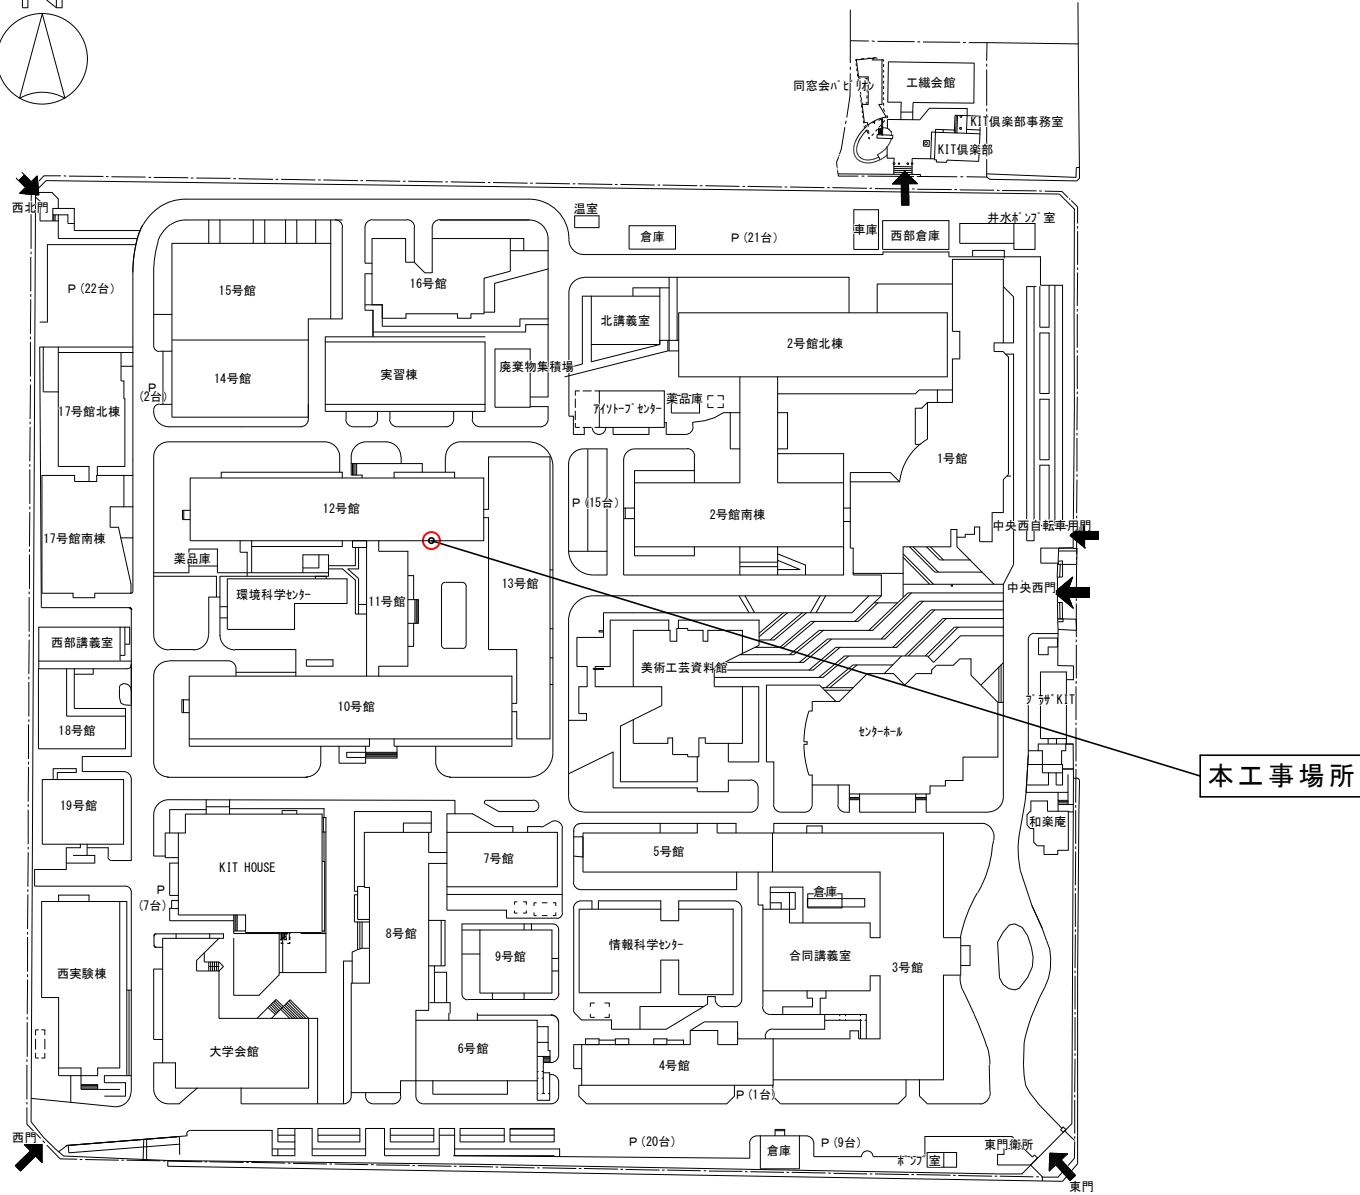 同窓会パビリオン
工繊会館
KIT倶楽部事務室
KIT倶楽部
西北門
温室
倉庫
P (21台)
車庫
西部倉庫
井水ポンプ室
P (22台)
15号館
16号館
北講義室
2号館北棟
14号館
実習棟
廃棄物集積場
P
(2台)
17号館北棟
アイソトープセンター
薬品庫
1号館
12号館
P (15台)
2号館南棟
中央西自転車用門
17号館南棟
薬品庫
環境科学センター
11号館
13号館
中央西門
西部講義室
美術工芸資料館
プラザKIT
10号館
18号館
センターホール
本工事場所
19号館
和楽庵
KIT HOUSE
7号館
5号館
P
(7台)
倉庫
8号館
9号館
情報科学センター
合同講義室
3号館
西実験棟
大学会館
6号館
4号館
P (1台)
西門
P (20台)
倉庫
P (9台)
ポンプ室
東門衛所
東門